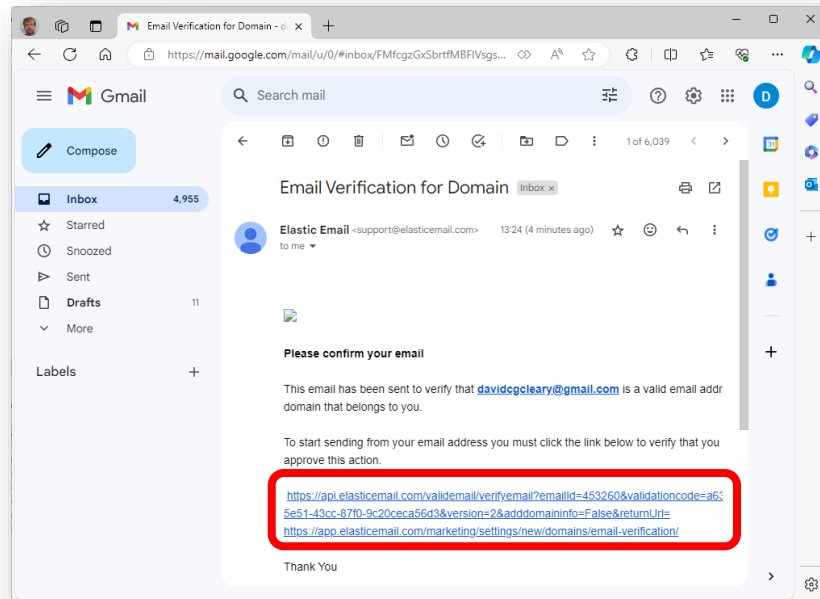 Email Verification for Domain - d
https://mail.google.com/mail/u/0/#inbox/FMfcgzGxSbrtfMBFlVsgs...
Gmail
Search mail
D
Compose
1 of 6,039
31
Inbox 4,955
Starred
Snoozed
Sent
Drafts 11
More
Labels
Email Verification for Domain Inbox x
Elastic Email <support@elasticemail.com> 13:24 (4 minutes ago)
to me
Please confirm your email
This email has been sent to verify that davidcgcleary@gmail.com is a valid email addr
domain that belongs to you.
To start sending from your email address you must click the link below to verify that you
approve this action.
https://api.elasticemail.com/validemail/verifyemail?emailId=453260&validationcode=a63
5e51-43cc-87f0-9c20ceca56d3&version=2&adddomaininfo=False&returnUrl=
https://app.elasticemail.com/marketing/settings/new/domains/email-verification/
Thank You